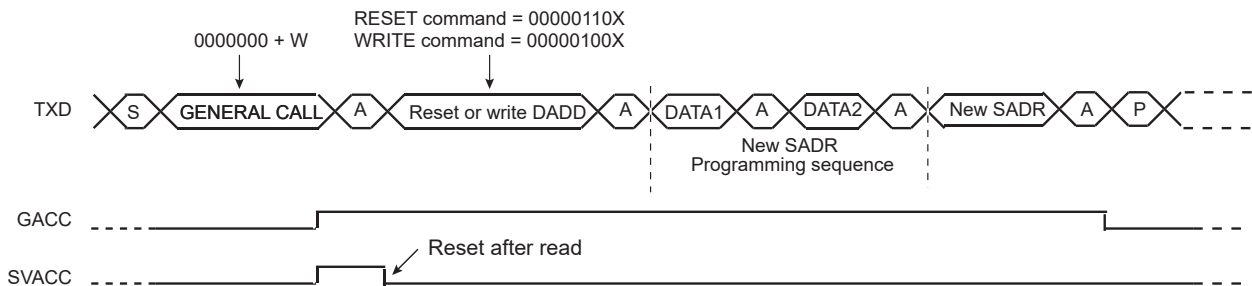 RESET command = 00000110X
0000000 + W WRITE command = 00000100X
TXD S GENERAL CALL A Reset or write DADD A DATA1 A DATA2 A New SADR A P
New SADR
Programming sequence
GACC
Reset after read
SVACC